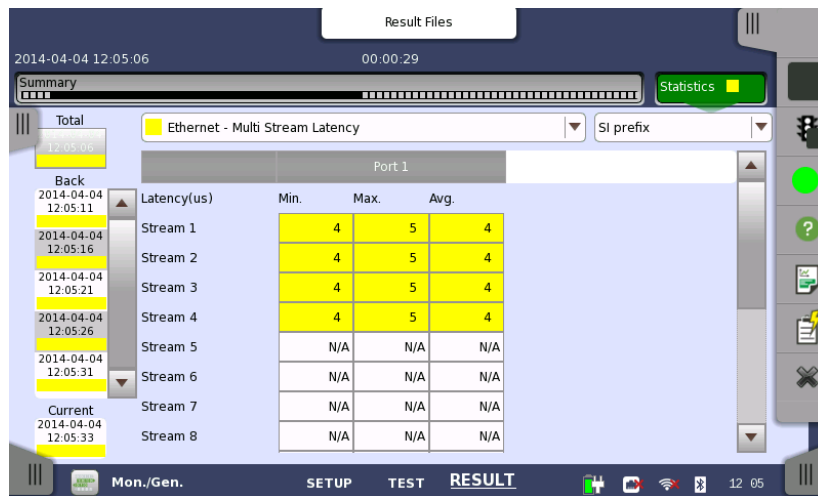 Result Files
2014-04-04 12:05:06 00:00:29
Summary
Statistics
Total
12:05:06
Ethernet - Multi Stream Latency
SI prefix
Back
2014-04-04
12:05:11
2014-04-04
12:05:16
2014-04-04
12:05:21
2014-04-04
12:05:26
2014-04-04
12:05:31
Current
2014-04-04
12:05:33
Port 1
Latency(us) Min. Max. Avg.
Stream 1 4 5 4
Stream 2 4 5 4
Stream 3 4 5 4
Stream 4 4 5 4
Stream 5 N/A N/A N/A
Stream 6 N/A N/A N/A
Stream 7 N/A N/A N/A
Stream 8 N/A N/A N/A
Mon./Gen. SETUP TEST RESULT 12 05